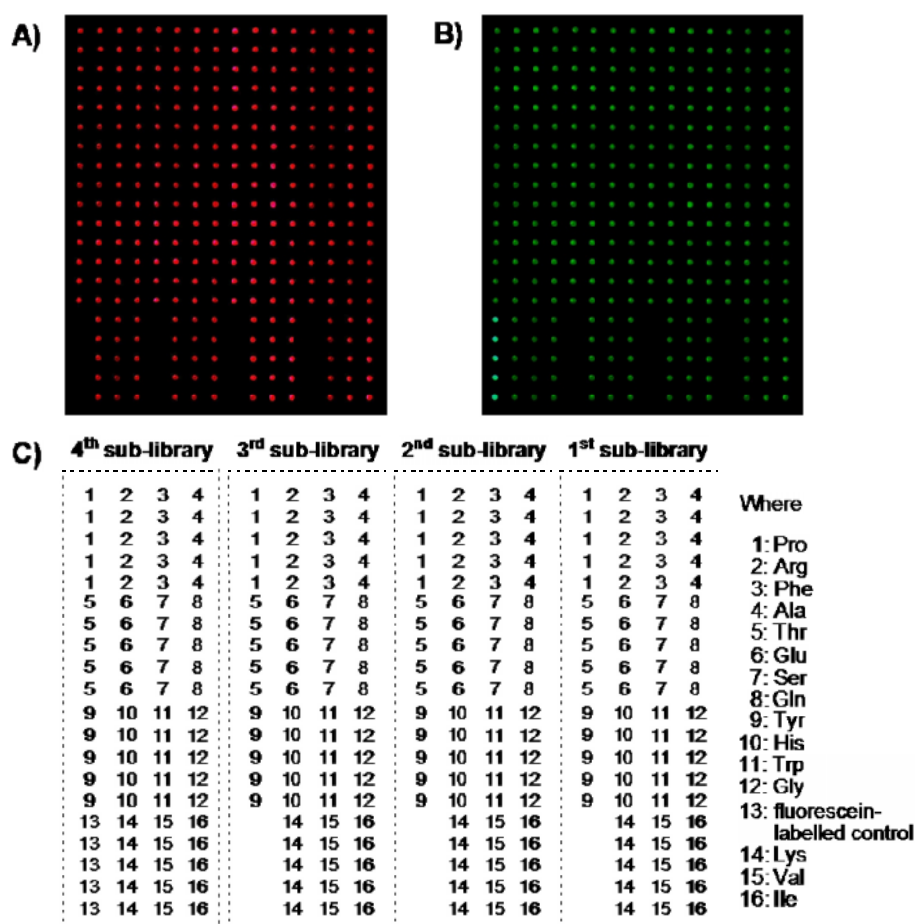 A) B)
C) 4th sub-library 3rd sub-library 2nd sub-library 1st sub-library
1 2 3 4 1 2 3 4 1 2 3 4 1 2 3 4
1 2 3 4 1 2 3 4 1 2 3 4 1 2 3 4
1 2 3 4 1 2 3 4 1 2 3 4 1 2 3 4
1 2 3 4 1 2 3 4 1 2 3 4 1 2 3 4
1 2 3 4 1 2 3 4 1 2 3 4 1 2 3 4
5 6 7 8 5 6 7 8 5 6 7 8 5 6 7 8
5 6 7 8 5 6 7 8 5 6 7 8 5 6 7 8
5 6 7 8 5 6 7 8 5 6 7 8 5 6 7 8
5 6 7 8 5 6 7 8 5 6 7 8 5 6 7 8
5 6 7 8 5 6 7 8 5 6 7 8 5 6 7 8
9 10 11 12 9 10 11 12 9 10 11 12 9 10 11 12
9 10 11 12 9 10 11 12 9 10 11 12 9 10 11 12
9 10 11 12 9 10 11 12 9 10 11 12 9 10 11 12
9 10 11 12 9 10 11 12 9 10 11 12 9 10 11 12
9 10 11 12 9 10 11 12 9 10 11 12 9 10 11 12
13 14 15 16 14 15 16 14 15 16 14 15 16
13 14 15 16 14 15 16 14 15 16 14 15 16
13 14 15 16 14 15 16 14 15 16 14 15 16
13 14 15 16 14 15 16 14 15 16 14 15 16
13 14 15 16 14 15 16 14 15 16 14 15 16
Where
1: Pro
2: Arg
3: Phe
4: Ala
5: Thr
6: Glu
7: Ser
8: Gln
9: Tyr
10: His
11: Trp
12: Gly
13: fluorescein-
labelled control
14: Lys
15: Val
16: Ile